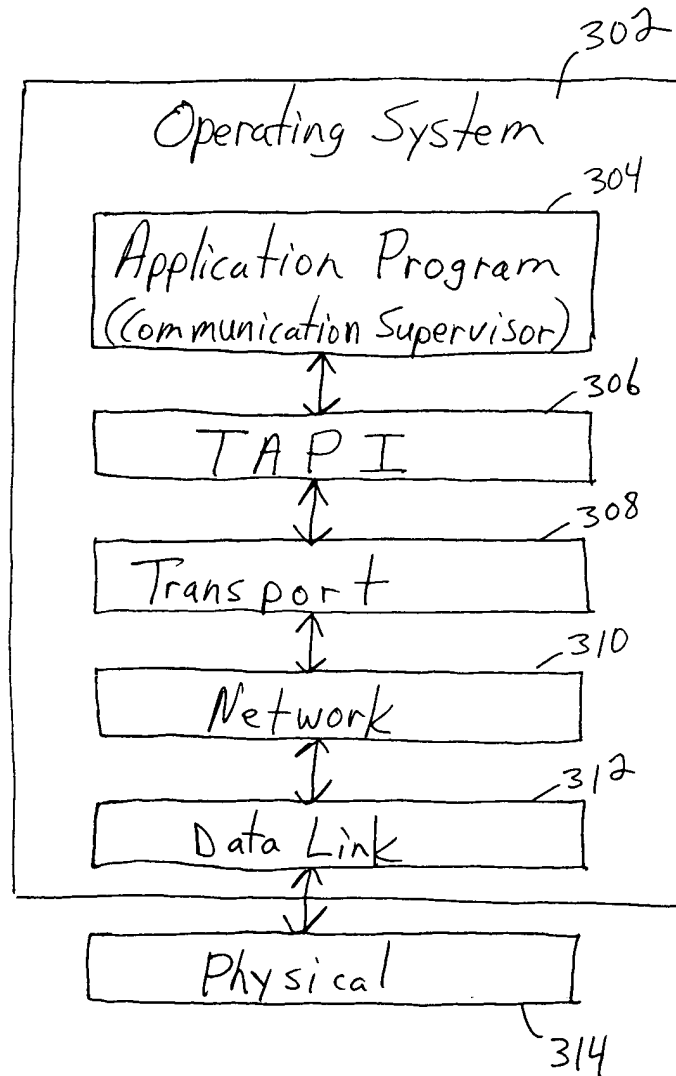 302
Operating System
304
Application Program
(Communication Supervisor)
306
TAPI
308
Transport
310
Network
312
Data Link
Physical
314